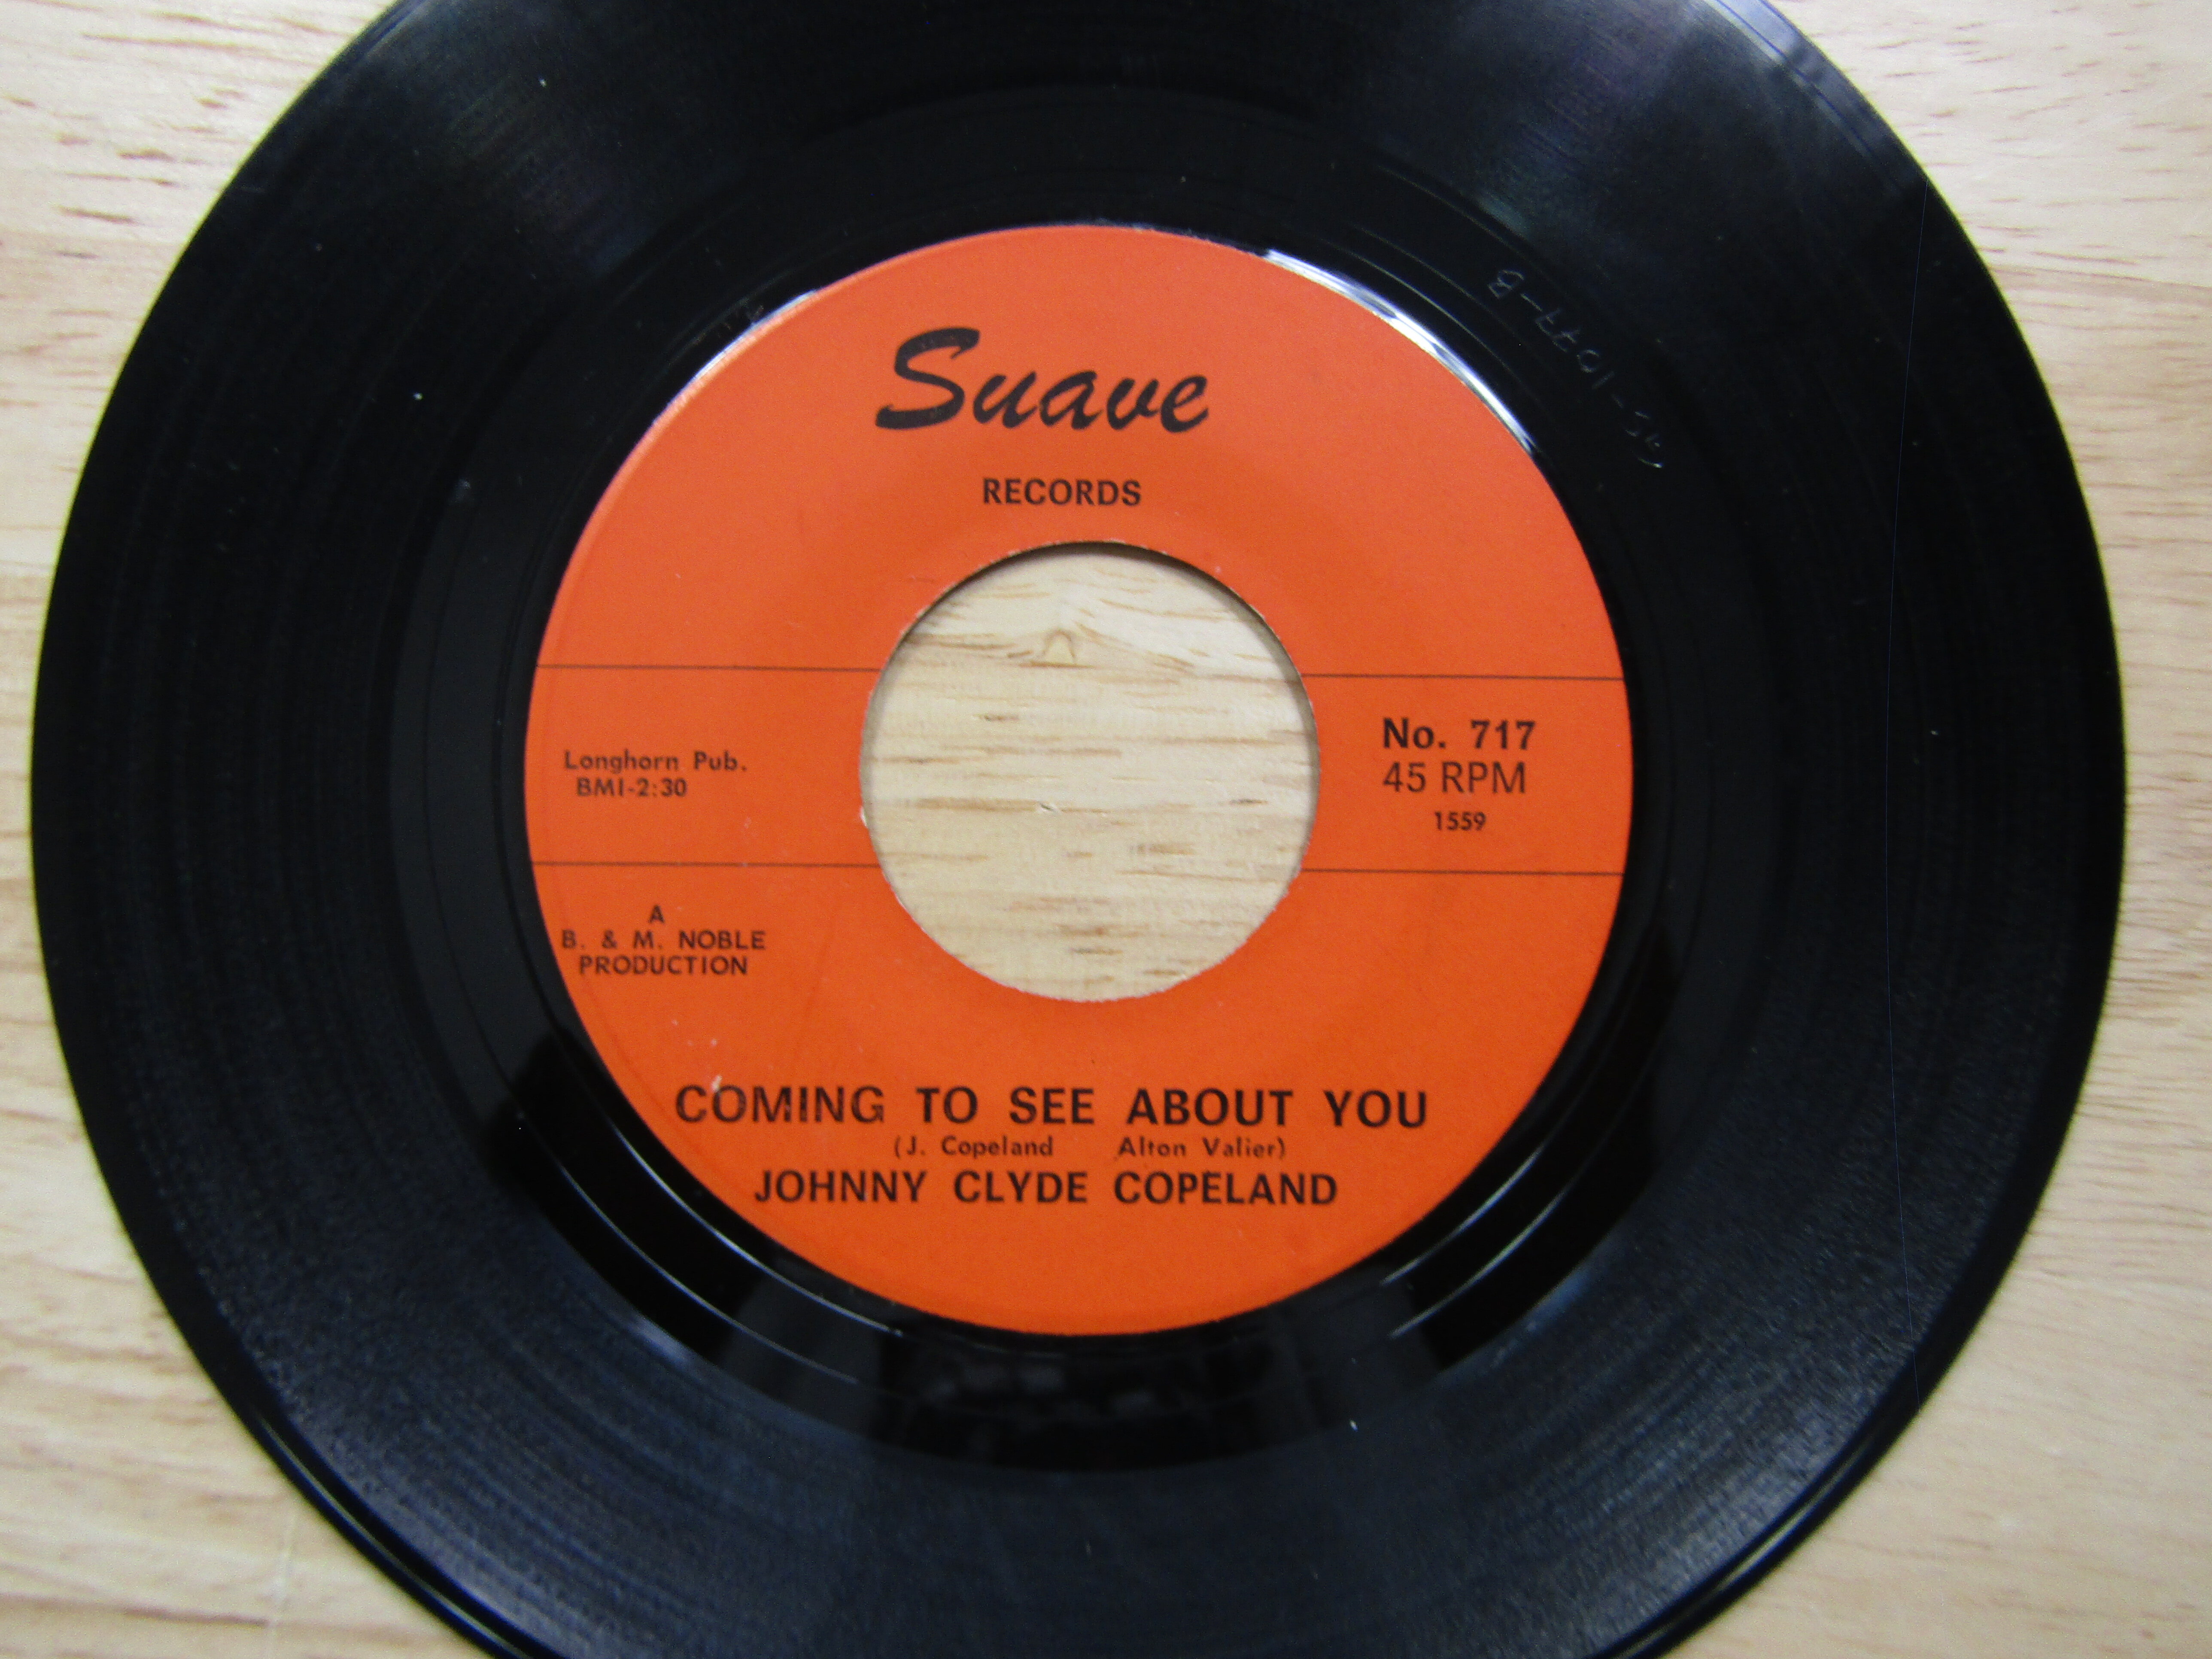 Suave
RECORDS
Longhorn Pub.
BMI-2:30
No. 717
45 RPM
1559
A
B. & M. NOBLE
PRODUCTION
COMING TO SEE ABOUT YOU
(J. Copeland Alton Valier)
JOHNNY CLYDE COPELAND